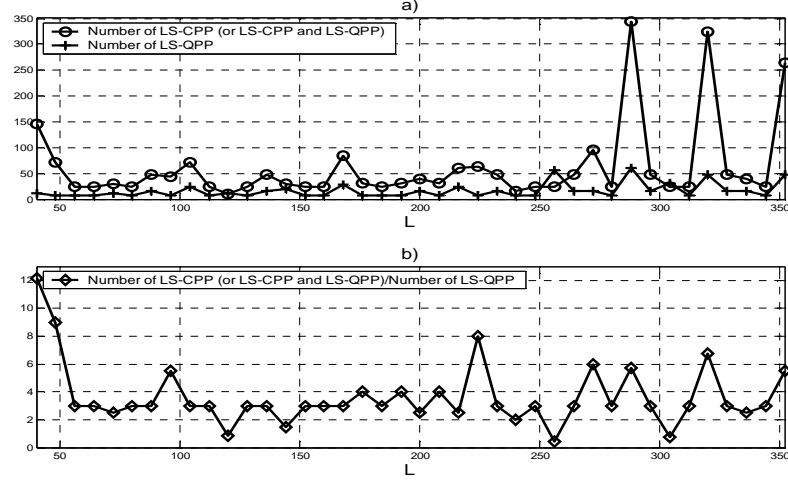 a)
350
300
250
200
150
100
50
0
Number of LS-CPP (or LS-CPP and LS-QPP)
Number of LS-QPP
50 100 150 200 250 300 350
L
b)
12
10
8
6
4
2
0
Number of LS-CPP (or LS-CPP and LS-QPP)/Number of LS-QPP
50 100 150 200 250 300 350
L